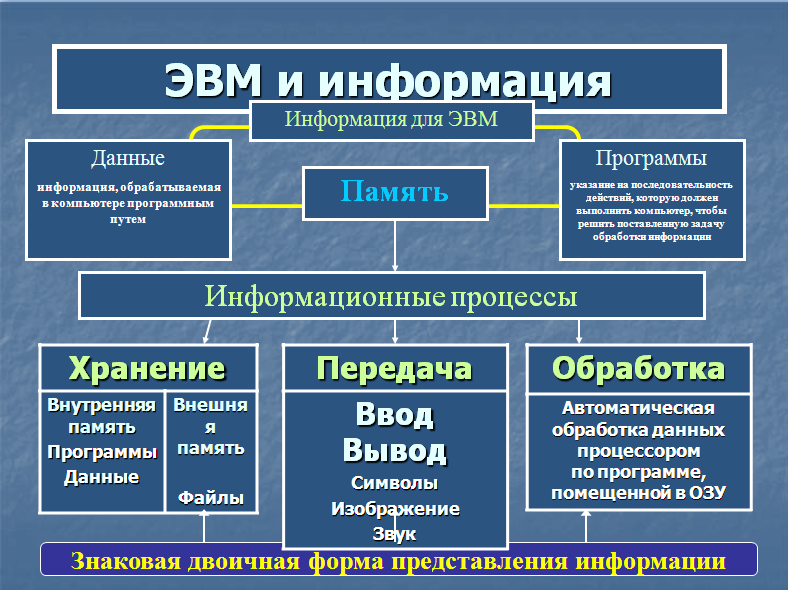 ЭВМ и информация
Информация для ЭВМ
Данные
информация, обрабатываемая
в компьютере программным
путем
Память
Программы
указание на последовательность
действий, которую должен
выполнить компьютер, чтобы
решить поставленную задачу
обработки информации
Информационные процессы
Хранение
Внутренняя
память
Программы
Данные
Внешня
я
память
Файлы
Передача
Ввод
Вывод
Символы
Изображение
Звук
Обработка
Автоматическая
обработка данных
процессором
по программе,
помещенной в ОЗУ
Знаковая двоичная форма представления информации